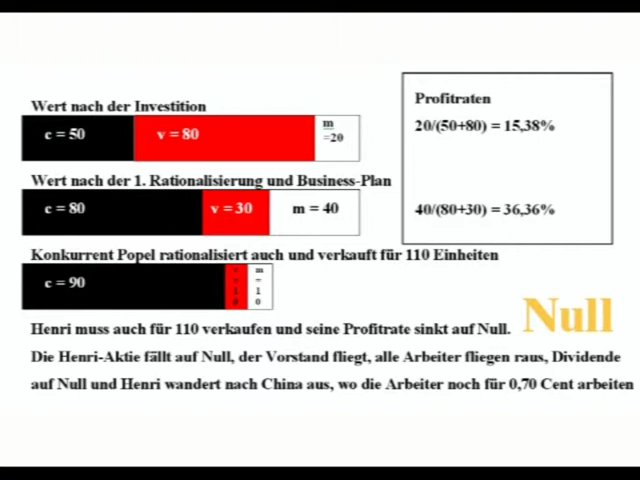 Wert nach der Investition
c = 50
v = 80
m
=20
Profitraten
20/(50+80) = 15,38%
Wert nach der 1. Rationalisierung und Business-Plan
c = 80
v = 30
m = 40
40/(80+30) = 36,36%
Konkurrent Popel rationalisiert auch und verkauft für 110 Einheiten
c = 90
v
=
1
0
m
=
1
0
Null
Henri muss auch für 110 verkaufen und seine Profitrate sinkt auf Null.
Die Henri-Aktie fällt auf Null, der Vorstand fliegt, alle Arbeiter fliegen raus, Dividende
auf Null und Henri wandert nach China aus, wo die Arbeiter noch für 0,70 Cent arbeiten